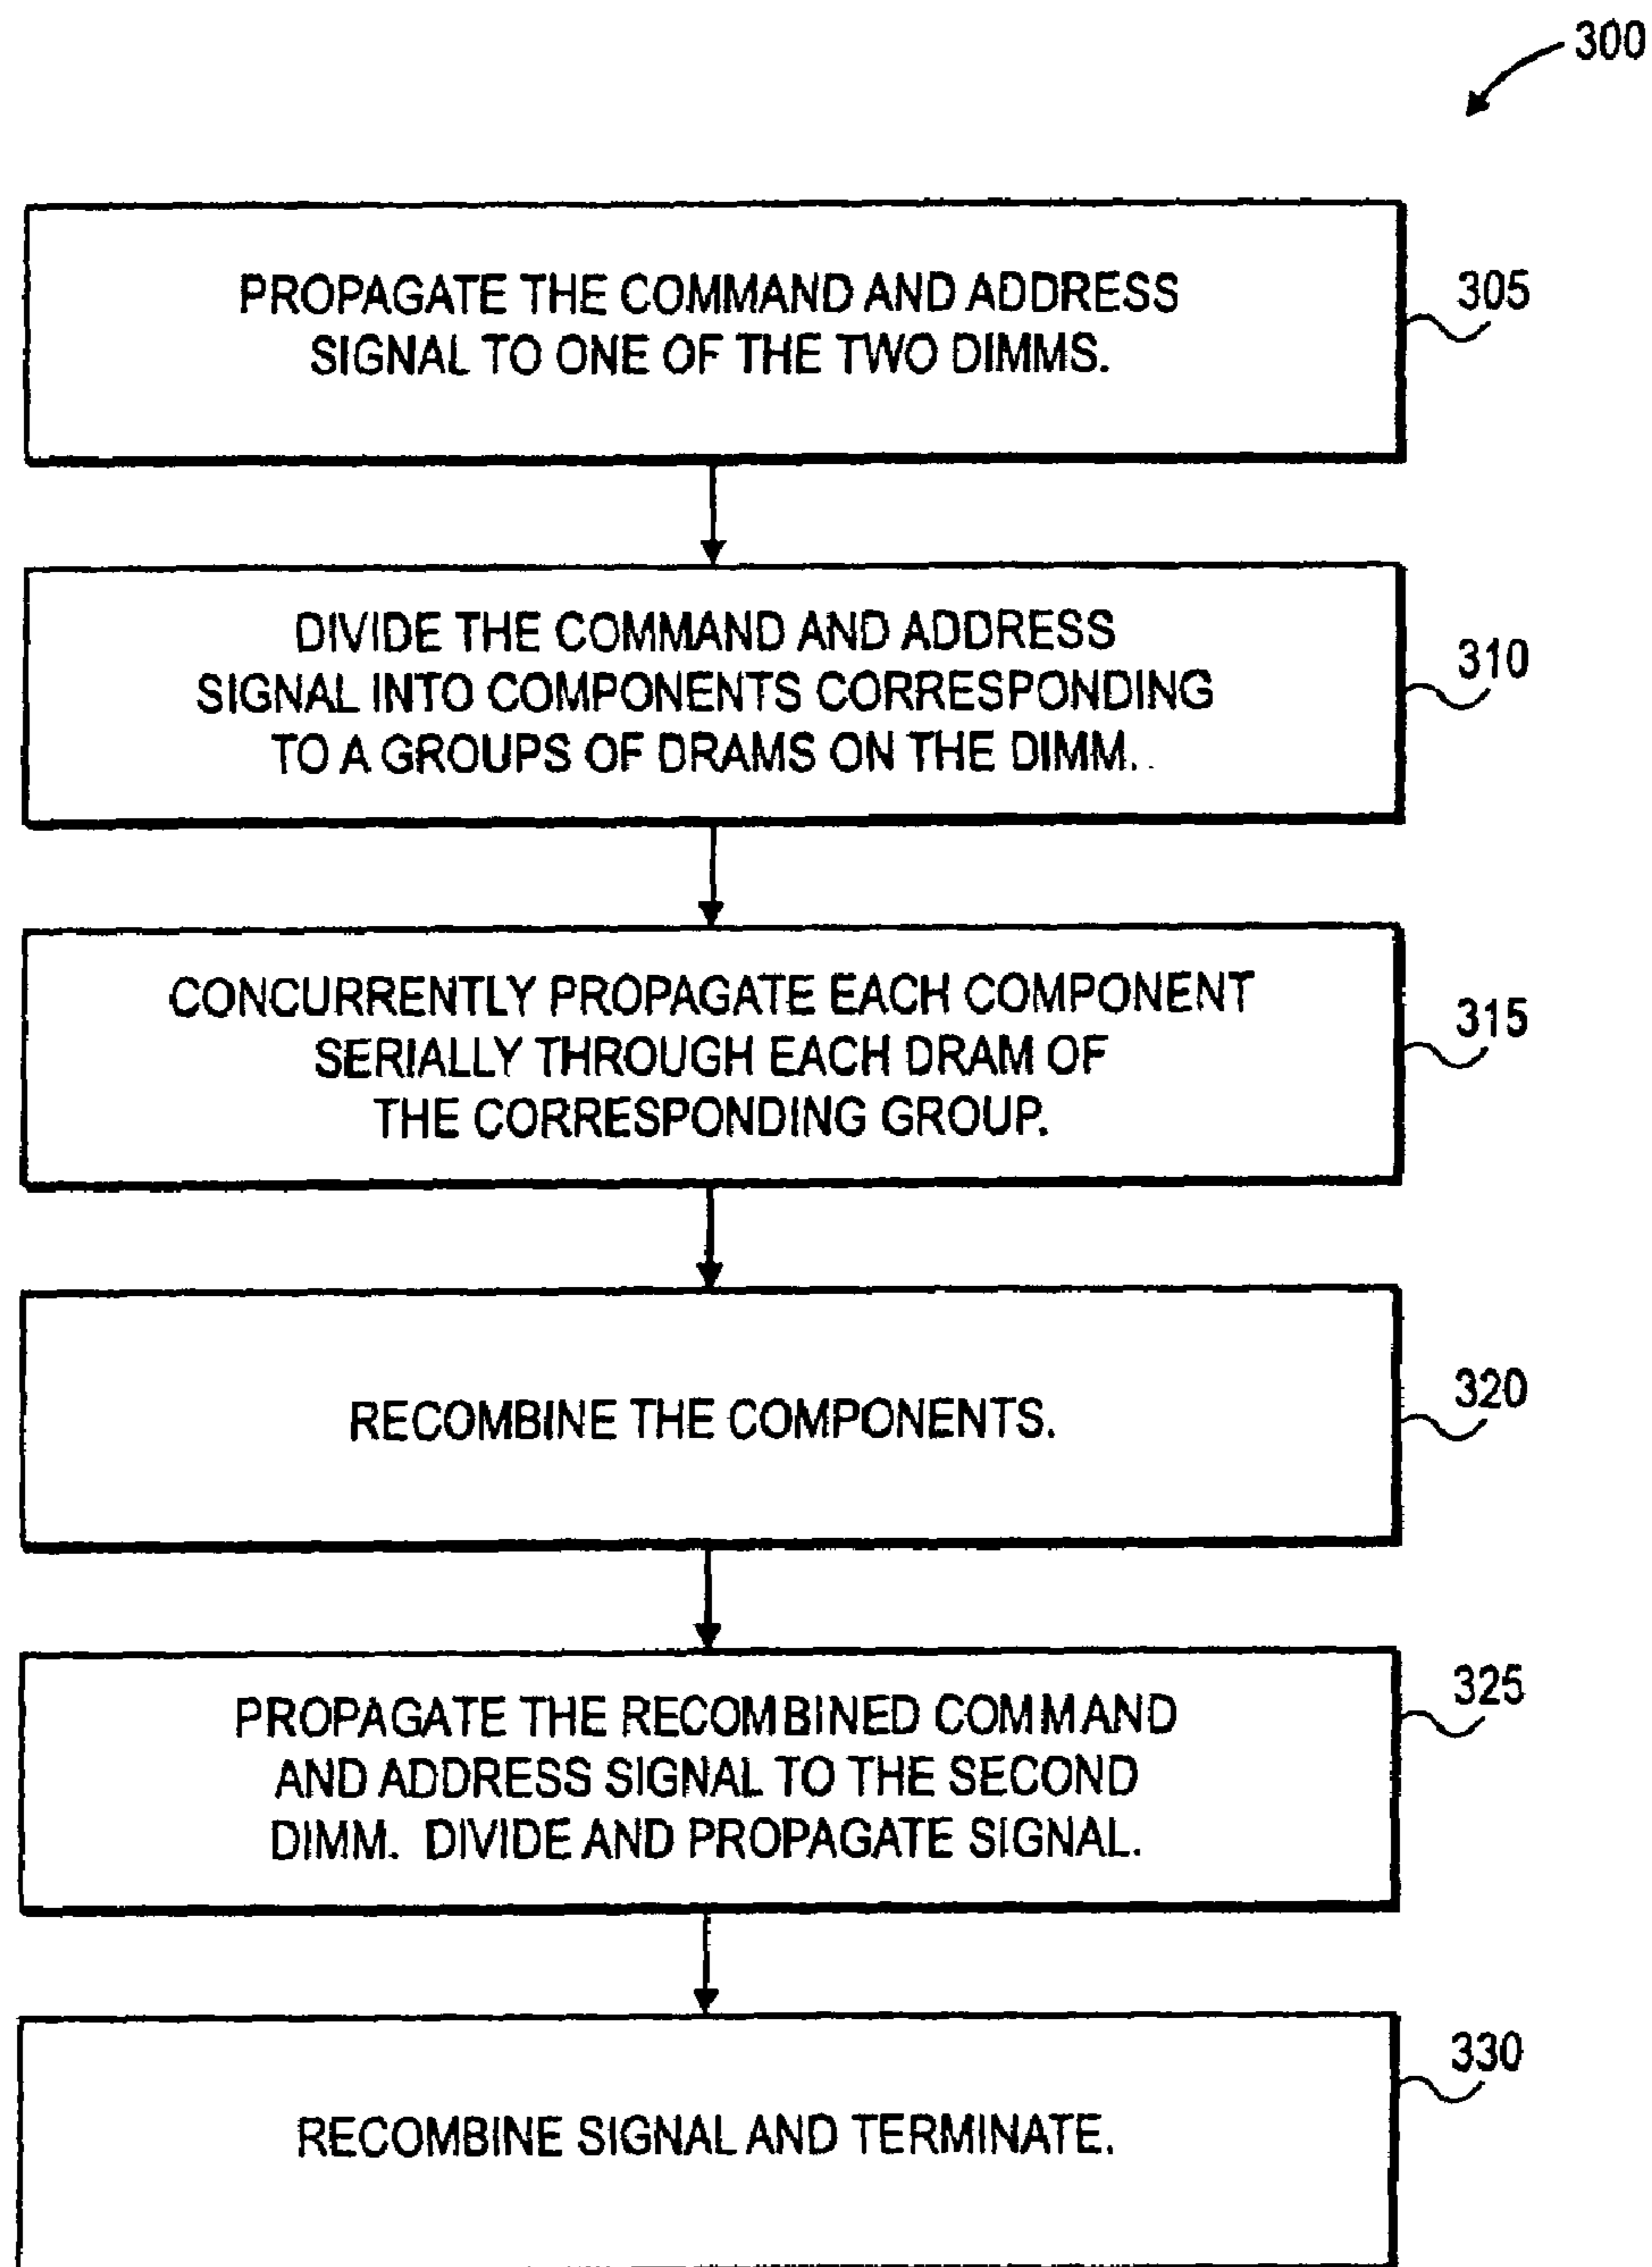 300
PROPAGATE THE COMMAND AND ADDRESS
SIGNAL TO ONE OF THE TWO DIMMS.
305
DIVIDE THE COMMAND AND ADDRESS
SIGNAL INTO COMPONENTS CORRESPONDING
TO A GROUPS OF DRAMS ON THE DIMM.
310
CONCURRENTLY PROPAGATE EACH COMPONENT
SERIALLY THROUGH EACH DRAM OF
THE CORRESPONDING GROUP.
315
RECOMBINE THE COMPONENTS.
320
PROPAGATE THE RECOMBINED COMMAND
AND ADDRESS SIGNAL TO THE SECOND
DIMM. DIVIDE AND PROPAGATE SIGNAL.
325
RECOMBINE SIGNAL AND TERMINATE.
330